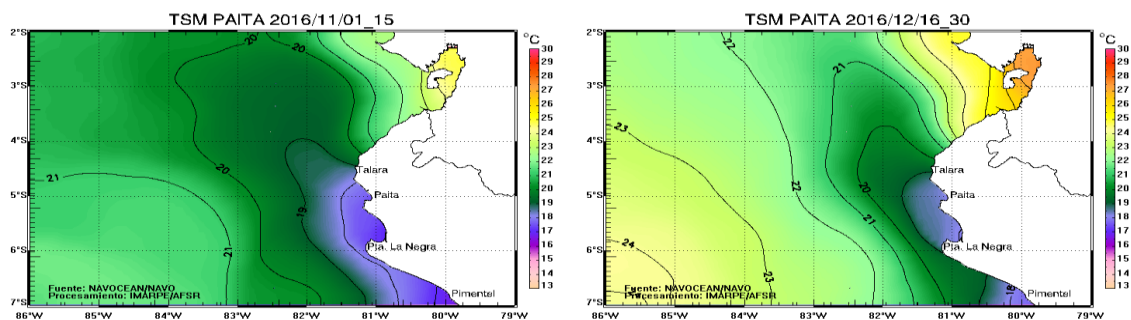 TSM PAITA 2016/11/01_15
°C
2°S
3°S
4°S
5°S
6°S
7°S
86°W 85°W 84°W 83°W 82°W 81°W 80°W 79°W
20
20
20
21
21
19
Talara
Paita
Pta. La Negra
Pimentel
Fuente: NAVOCEAN/NAVO
Procesamiento: IMARPE/AFSR
30
29
28
27
26
25
24
23
22
21
20
19
18
17
16
15
14
13
TSM PAITA 2016/12/16_30
°C
2°S
3°S
4°S
5°S
6°S
7°S
86°W 85°W 84°W 83°W 82°W 81°W 80°W 79°W
22
21
23
22
20
21
24
23
18
Talara
Paita
Pta. La Negra
Pimentel
Fuente: NAVOCEAN/NAVO
Procesamiento: IMARPE/AFSR
30
29
28
27
26
25
24
23
22
21
20
19
18
17
16
15
14
13